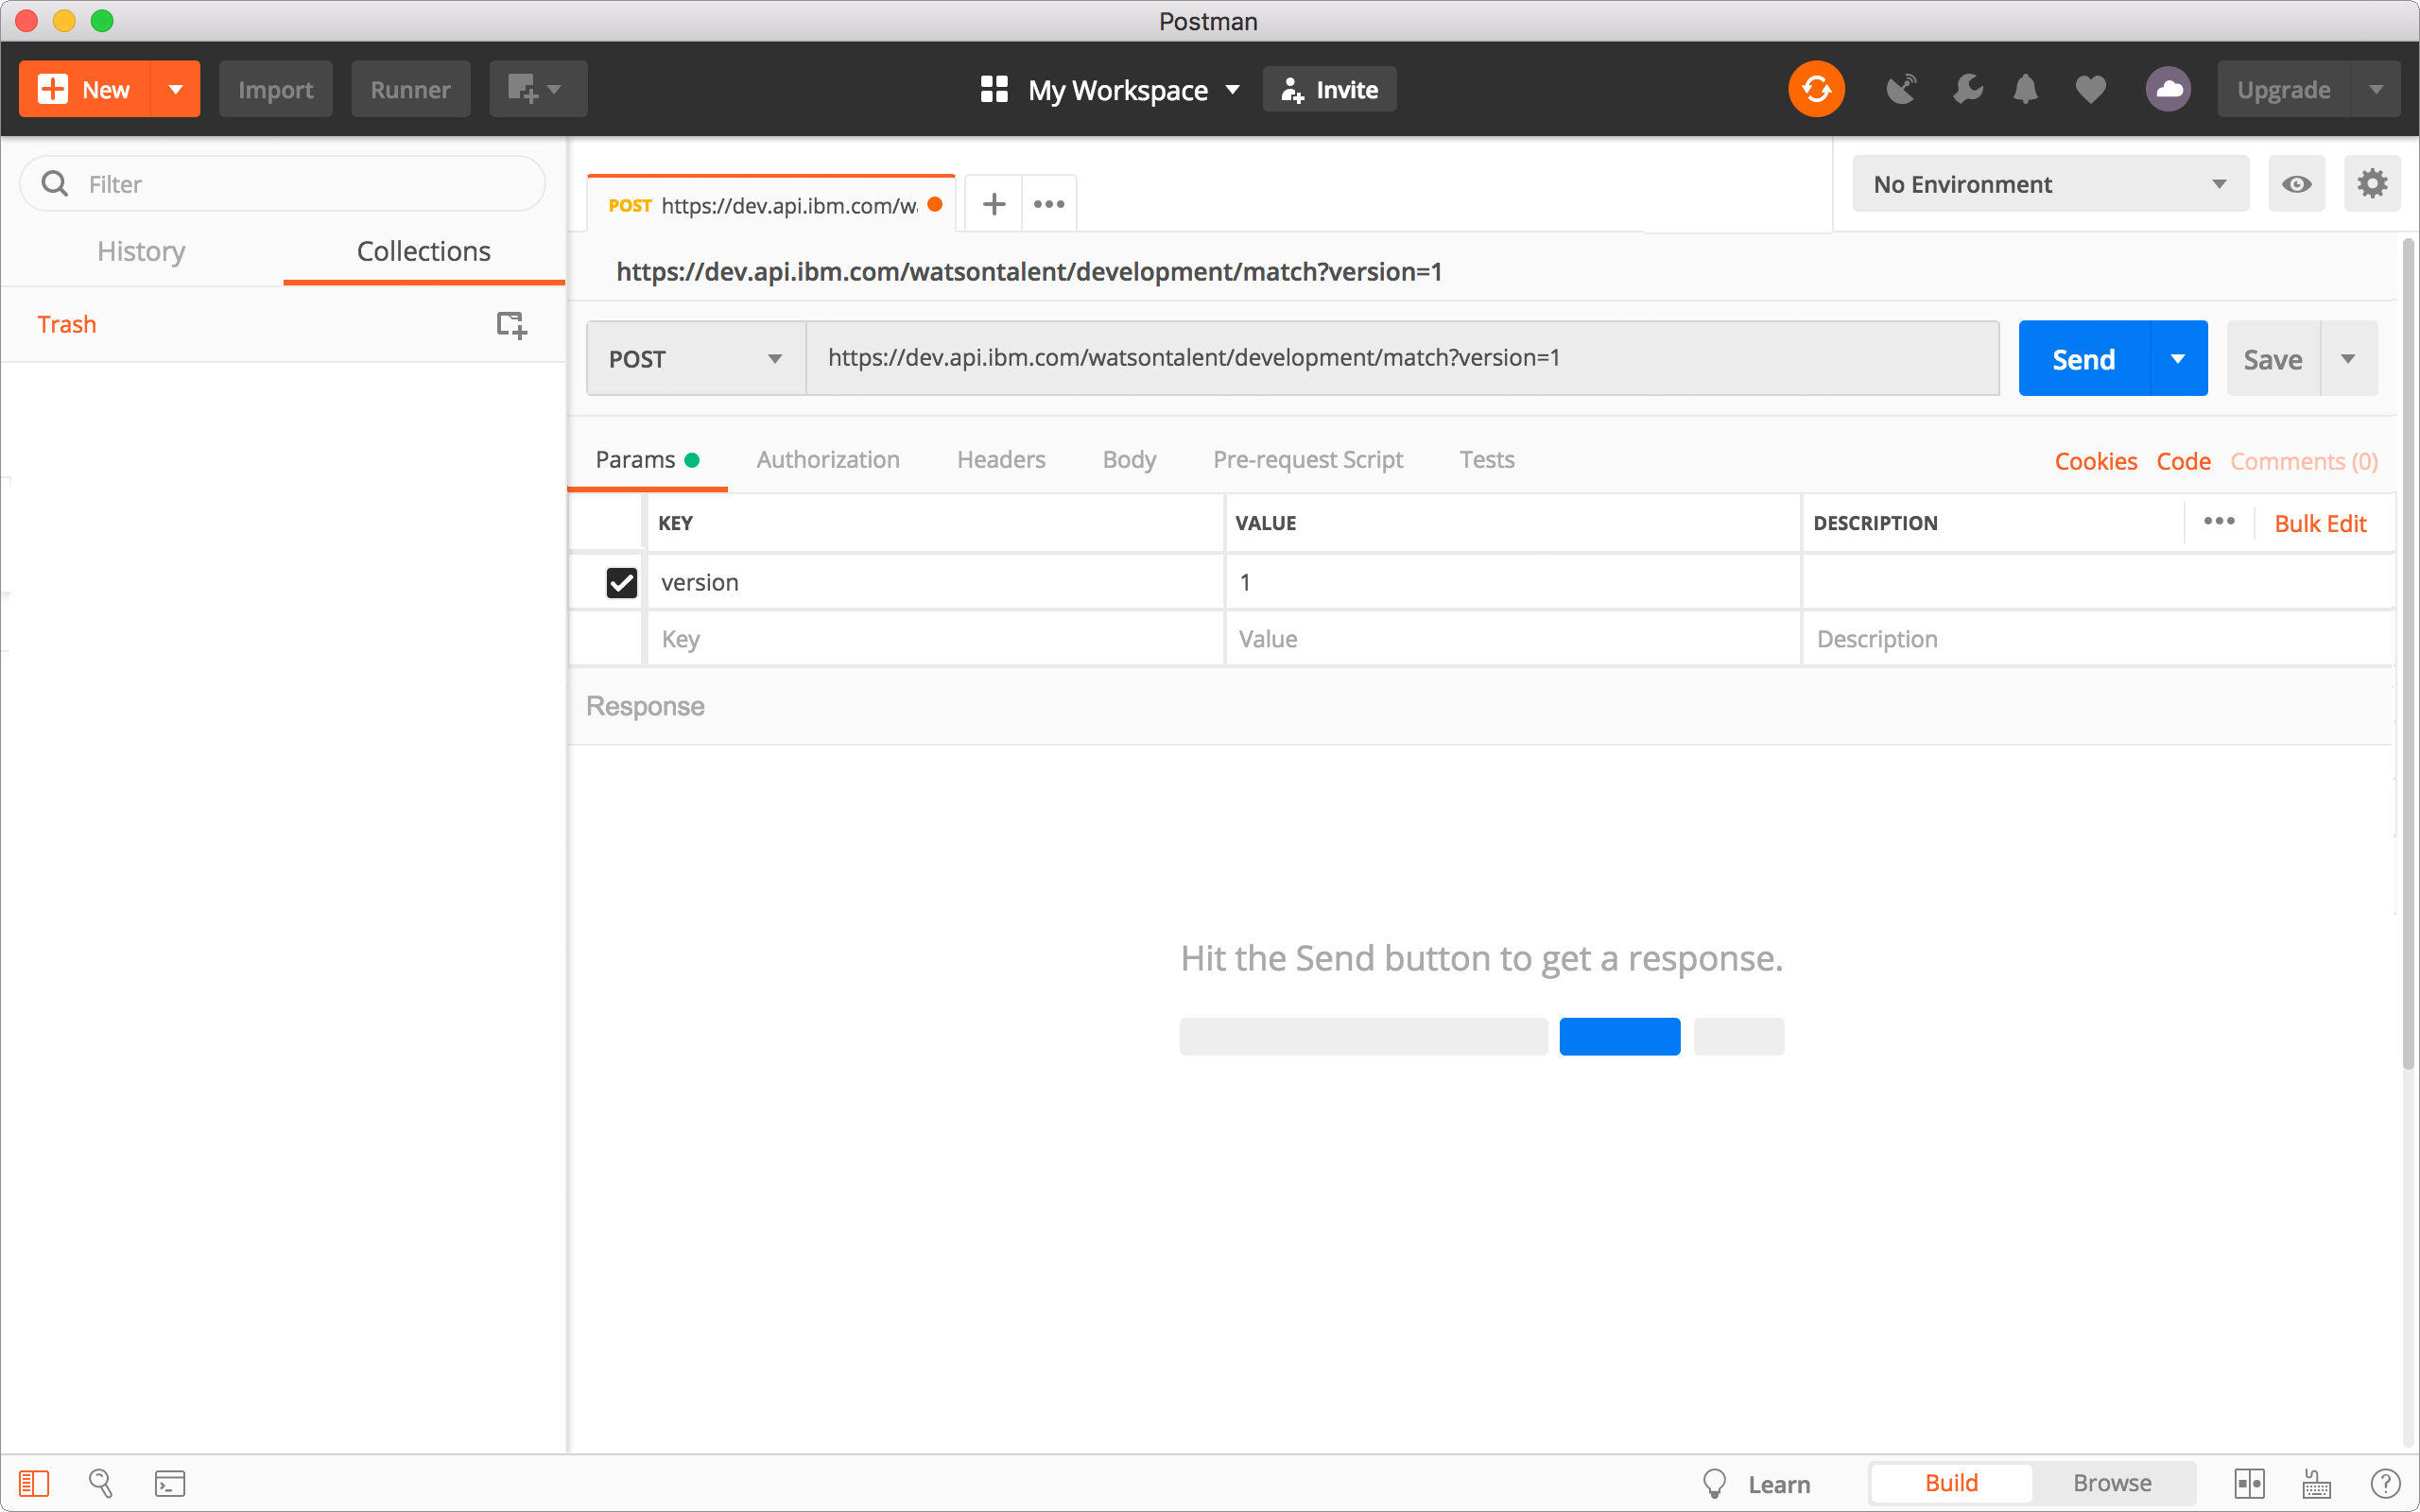 Postman
New Import Runner My Workspace Invite Upgrade
Filter
POST https://dev.api.ibm.com/w No Environment
History Collections
https://dev.api.ibm.com/watsontalent/development/match?version=1
Trash
POST https://dev.api.ibm.com/watsontalent/development/match?version=1 Send Save
Params Authorization Headers Body Pre-request Script Tests Cookies Code Comments (0)
KEY VALUE DESCRIPTION Bulk Edit
version 1
Key Value Description
Response
Hit the Send button to get a response.
Learn Build Browse